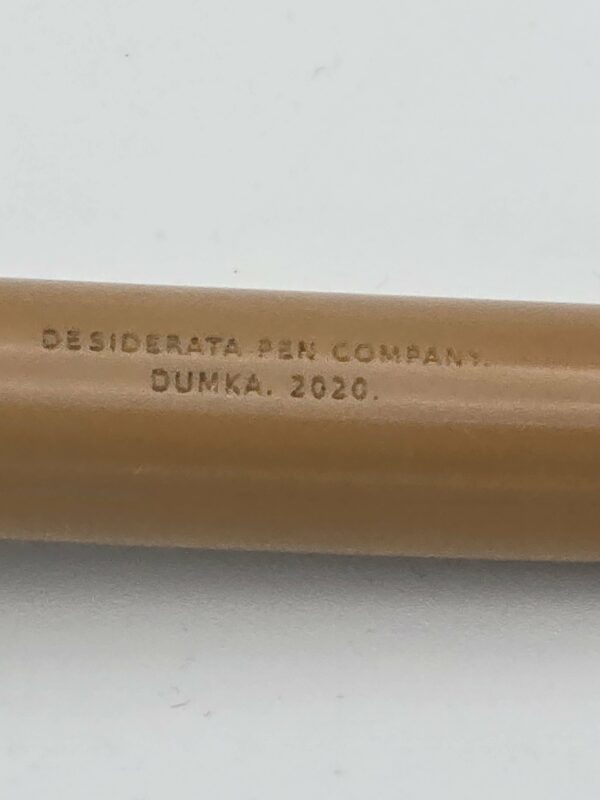 DESIDERATA PEN COMPANY.
DUMKA. 2020.